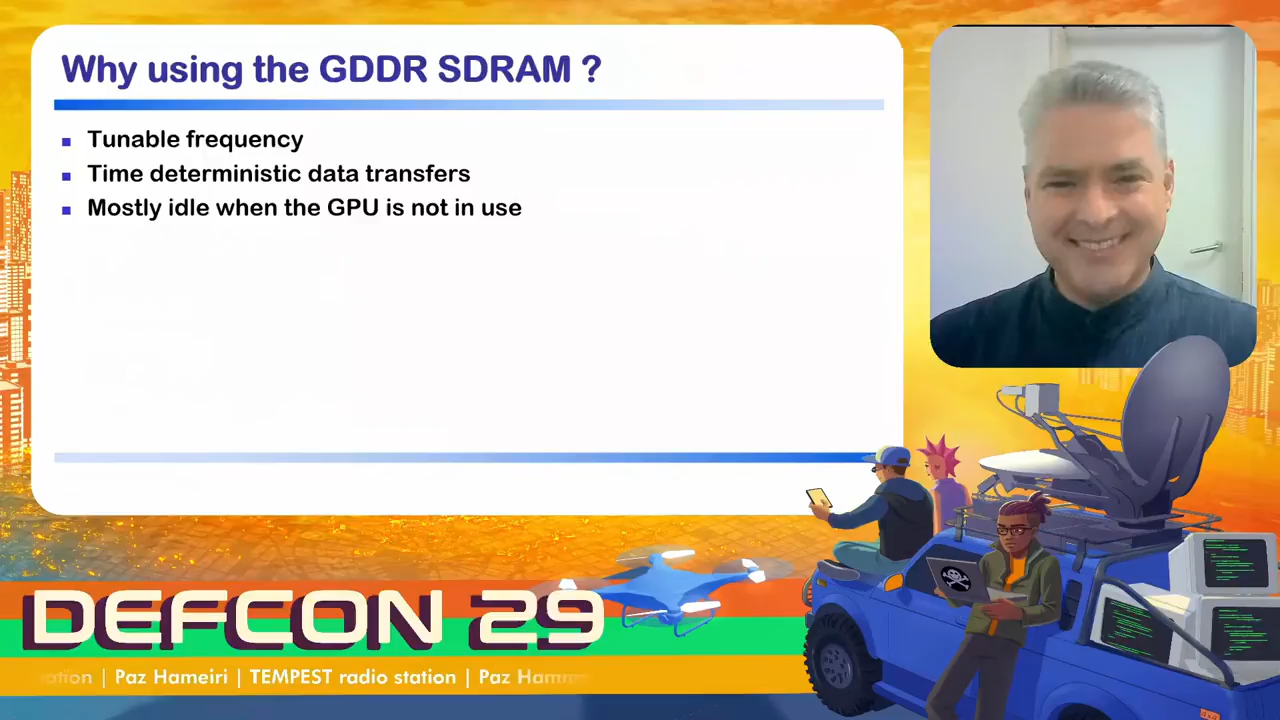 Why using the GDDR SDRAM ?
Tunable frequency
Time deterministic data transfers
Mostly idle when the GPU is not in use
DEFCON 29
| Paz Hameiri | TEMPEST radio station | Paz